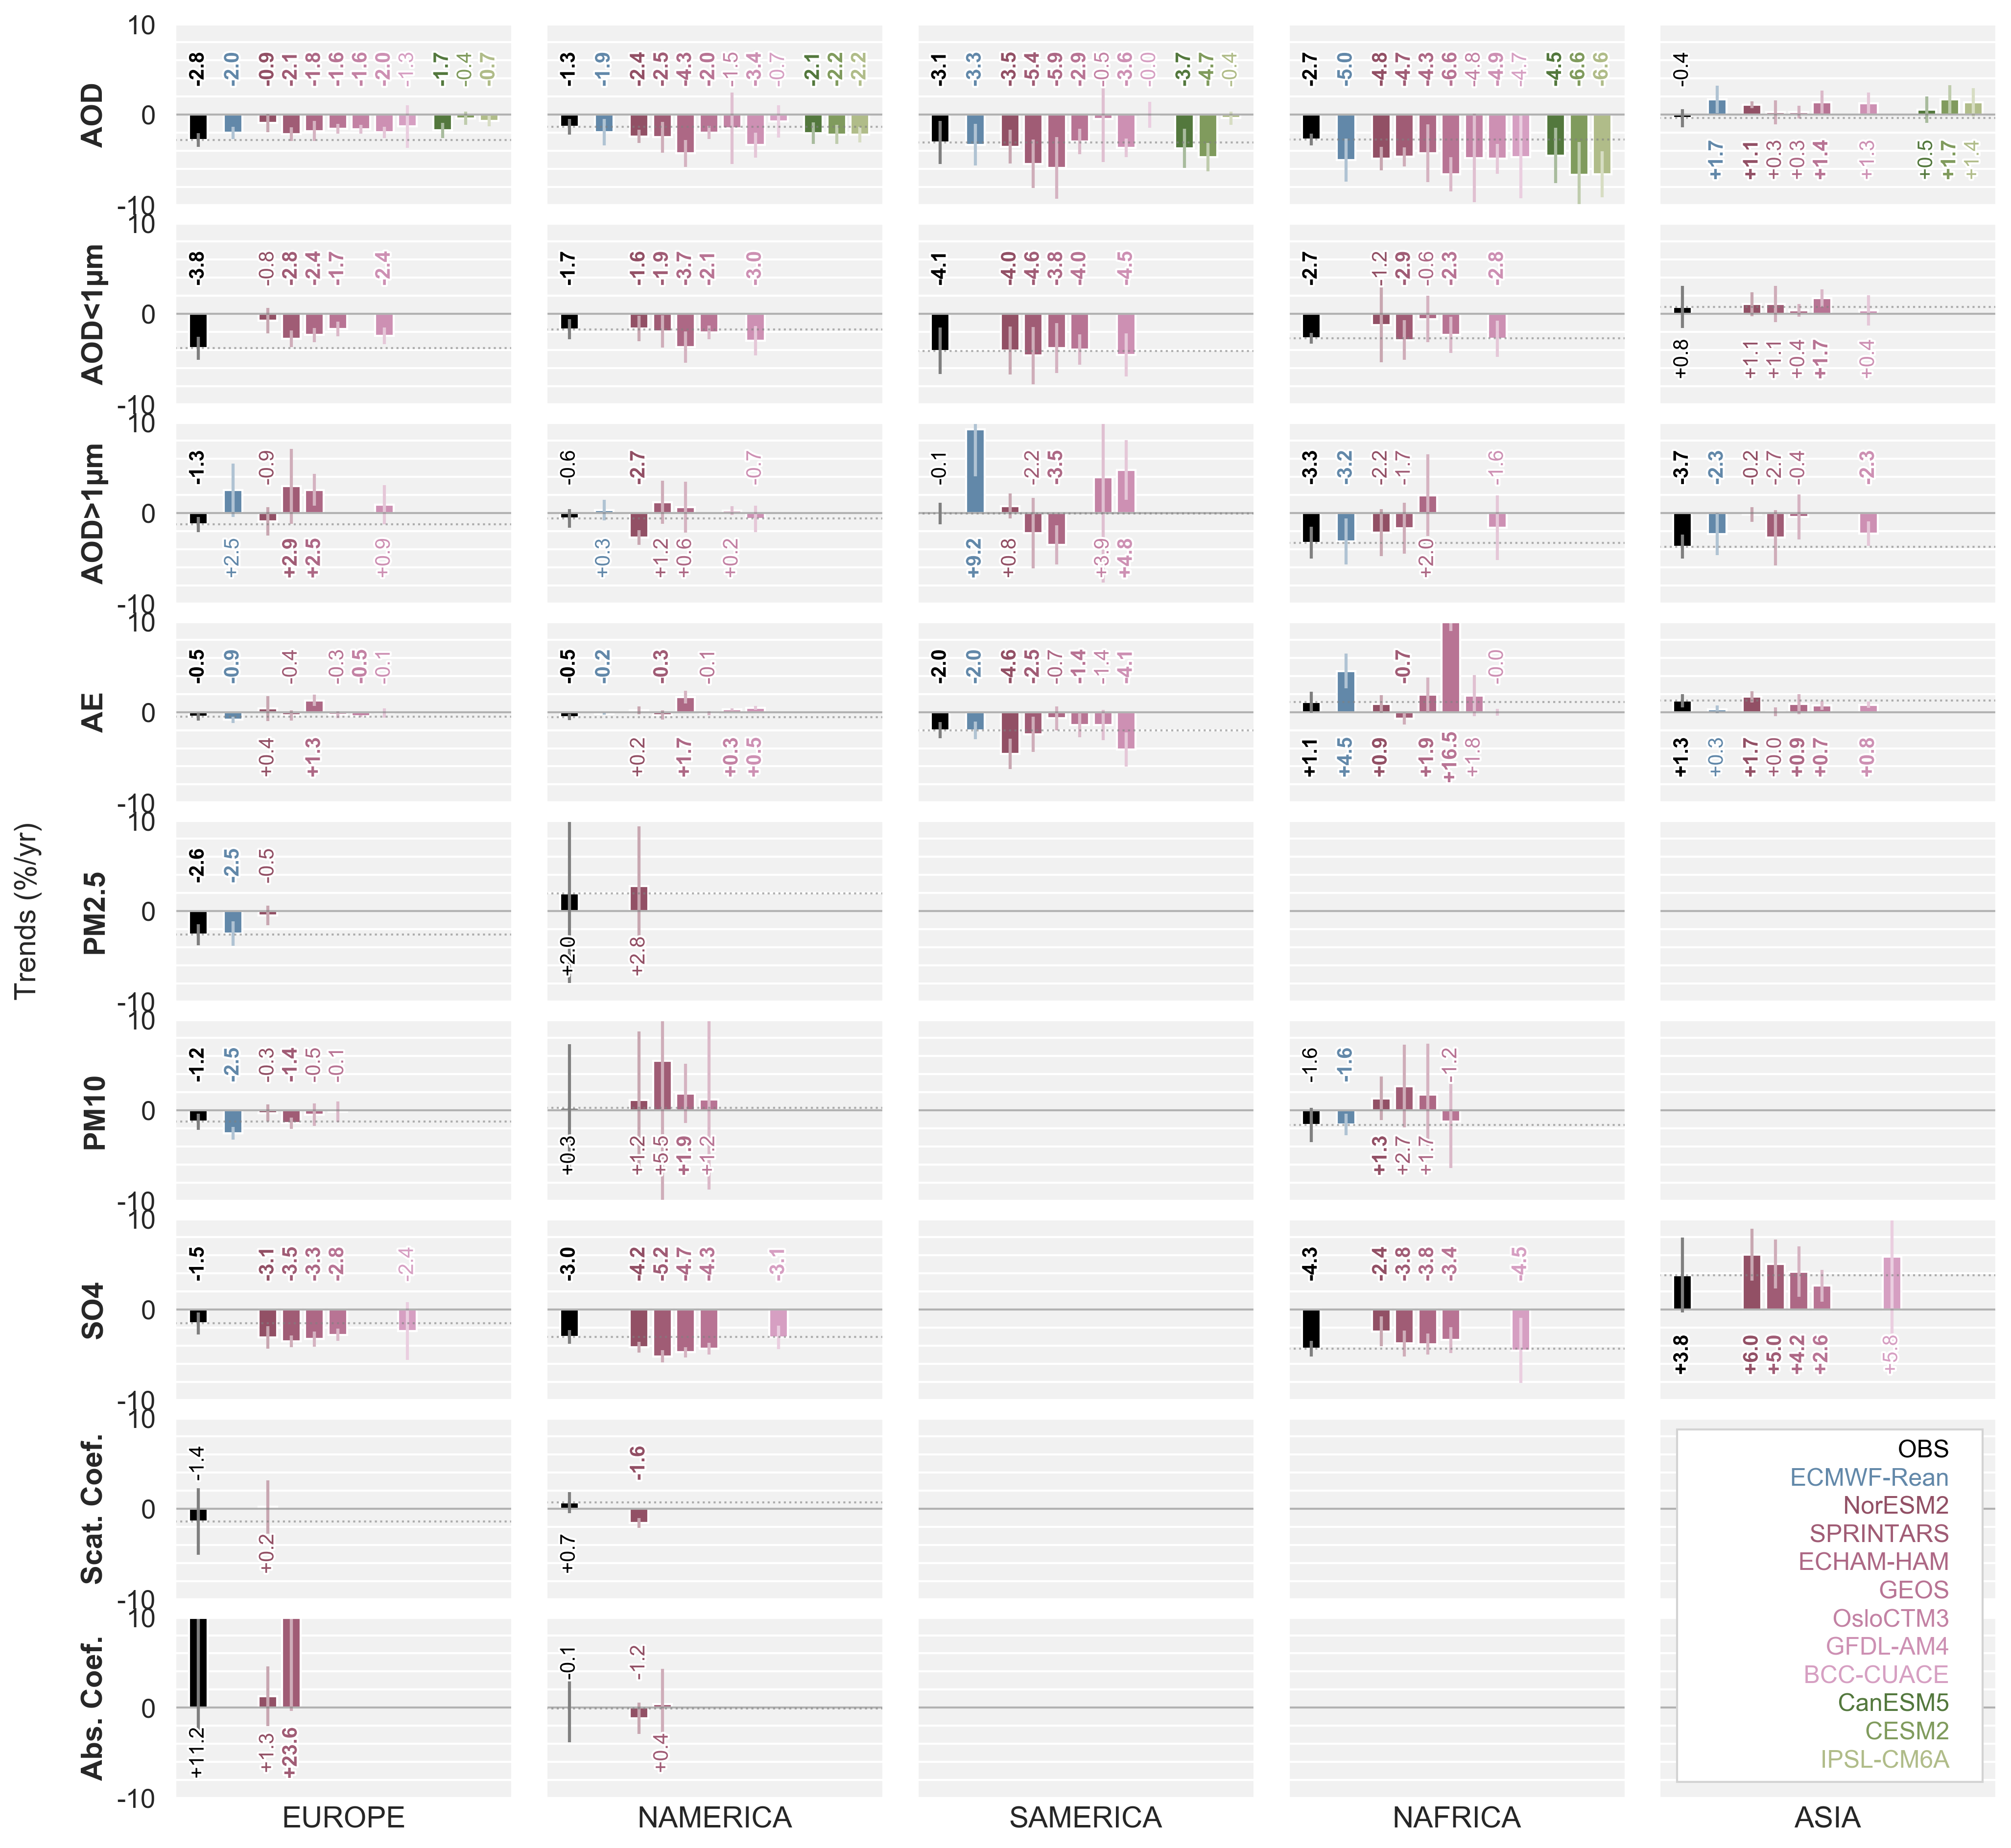 Trends (%/yr)
AOD
10
0
-10
-2.8 -2.0 -0.9 -2.1 -1.8 -1.6 -1.6 -2.0 -1.3 -1.7 -0.4 -0.7
-1.3 -1.9 -2.4 -2.5 -4.3 -2.0 -1.5 -3.4 -0.7 -2.1 -2.2 -2.2
-3.1 -3.3 -3.5 -5.4 -5.9 -2.9 -0.5 -3.6 -0.0 -3.7 -4.7 -0.4
-2.7 -5.0 -4.8 -4.7 -4.3 -6.6 -4.8 -4.9 -4.7 -4.5 -6.6 -6.6
-0.4
+1.7 +1.1 +0.3 +0.3 +1.4 +1.3 +0.5 +1.7 +1.4
AOD<1μm
10
0
-10
-3.8 -0.8 -2.8 -2.4 -1.7 -2.4
-1.7 -1.6 -1.9 -3.7 -2.1 -3.0
-4.1 -4.0 -4.6 -3.8 -4.0 -4.5
-2.7 -1.2 -2.9 -0.6 -2.3 -2.8
+0.8 +1.1 +1.1 +0.4 +1.7 +0.4
AOD>1μm
10
0
-10
-1.3 -0.9
+2.5 +2.9 +2.5 +0.9
-0.6 -2.7 -0.7
+0.3 +1.2 +0.6 +0.2
-0.1 -2.2 -3.5
+9.2 +0.8 +3.9 +4.8
-3.3 -3.2 -2.2 -1.7 -1.6
+2.0
-3.7 -2.3 -0.2 -2.7 -0.4 -2.3
AE
10
0
-10
-0.5 -0.9 -0.4 -0.3 -0.5 -0.1
+0.4 +1.3
-0.5 -0.2 -0.3 -0.1
+0.2 +1.7 +0.3 +0.5
-2.0 -2.0 -4.6 -2.5 -0.7 -1.4 -1.4 -4.1
-0.7 -0.0
+1.1 +4.5 +0.9 +1.9 +16.5 +1.8
+1.3 +0.3 +1.7 +0.0 +0.9 +0.7 +0.8
PM2.5
10
0
-10
-2.6 -2.5 -0.5
+2.0 +2.8
PM10
10
0
-10
-1.2 -2.5 -0.3 -1.4 -0.5 -0.1
+0.3 +1.2 +5.5 +1.9 +1.2
-1.6 -1.6 -1.2
+1.3 +2.7 +1.7
SO4
10
0
-10
-1.5 -3.1 -3.5 -3.3 -2.8 -2.4
-3.0 -4.2 -5.2 -4.7 -4.3 -3.1
-4.3 -2.4 -3.8 -3.8 -3.4 -4.5
+3.8 +6.0 +5.0 +4.2 +2.6 +5.8
Scat. Coef.
10
0
-10
-1.4
+0.2
-1.6
+0.7
Abs. Coef.
10
0
-10
+11.2 +1.3 +23.6
-0.1 -1.2
+0.4
OBS
ECMWF-Rean
NorESM2
SPRINTARS
ECHAM-HAM
GEOS
OsloCTM3
GFDL-AM4
BCC-CUACE
CanESM5
CESM2
IPSL-CM6A
EUROPE NAMERICA SAMERICA NAFRICA ASIA